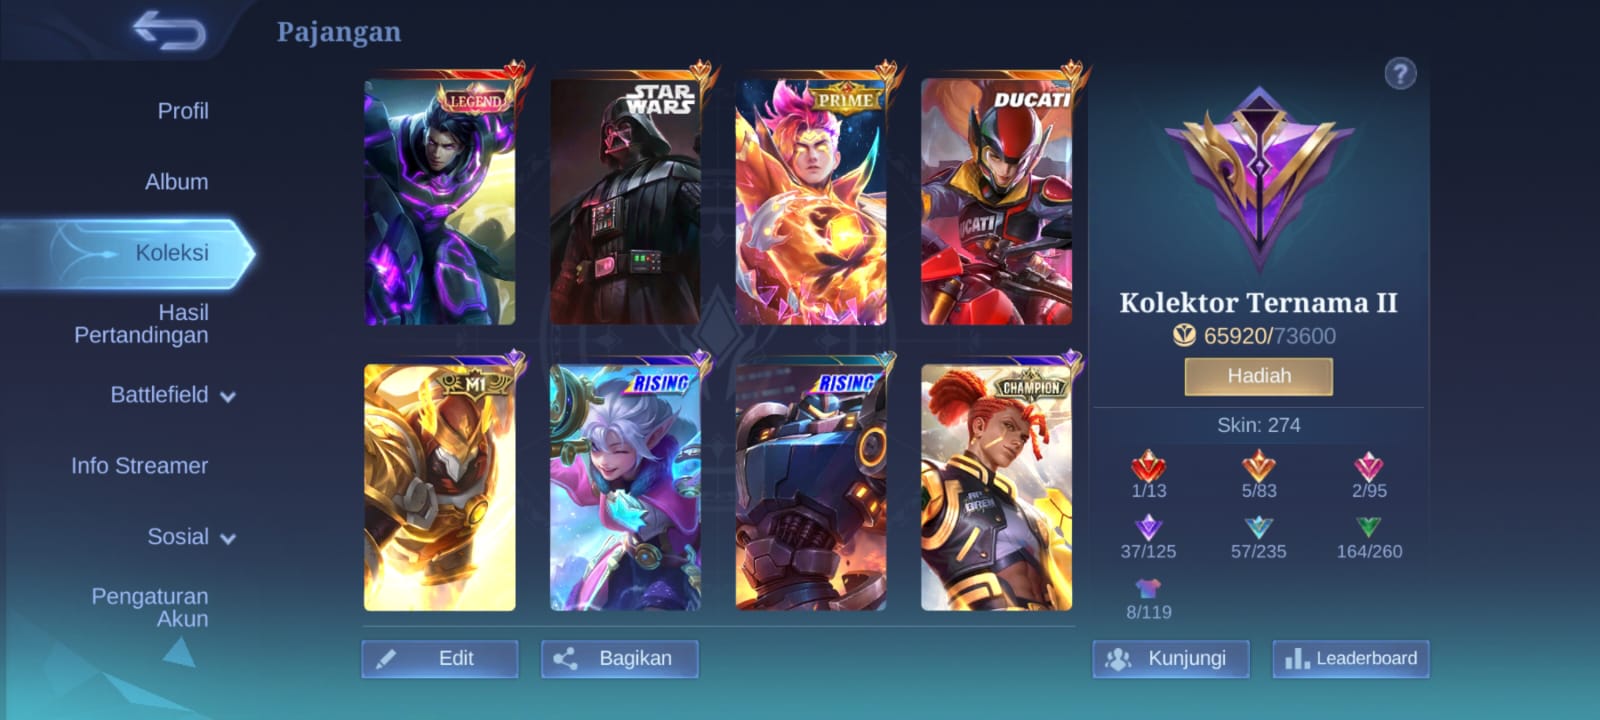 Pajangan
Profil
Album
Koleksi
Hasil
Pertandingan
Battlefield
Info Streamer
Sosial
Pengaturan
Akun
LEGEND
STAR
WARS
PRIME
DUCATI
DUCATI
M1
RISING
RISING
CHAMPION
Edit
Bagikan
?
Kolektor Ternama II
65920/73600
Hadiah
Skin: 274
1/13
5/83
2/95
37/125
57/235
164/260
8/119
Kunjungi
Leaderboard